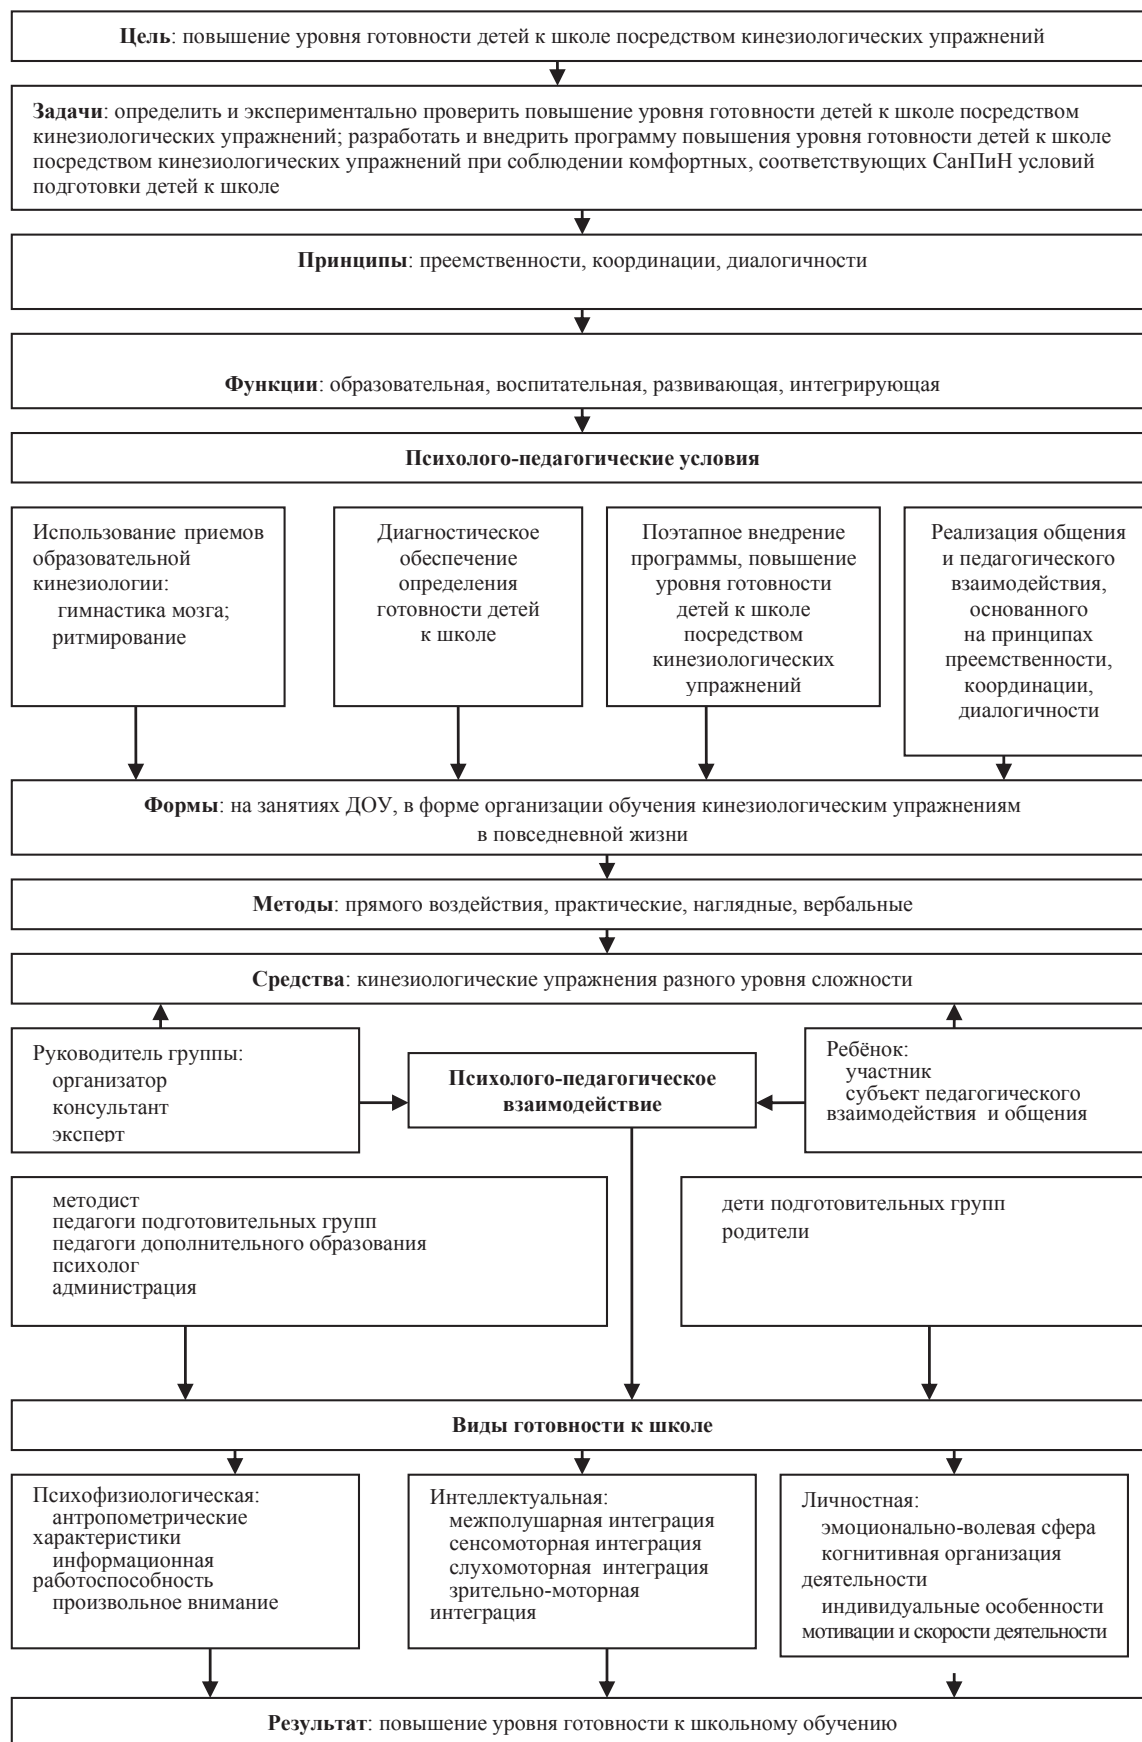 Цель: повышение уровня готовности детей к школе посредством кинезиологических упражнений
Задачи: определить и экспериментально проверить повышение уровня готовности детей к школе посредством
кинезиологических упражнений; разработать и внедрить программу повышения уровня готовности детей к школе
посредством кинезиологических упражнений при соблюдении комфортных, соответствующих СанПиН условий
подготовки детей к школе
Принципы: преемственности, координации, диалогичности
Функции: образовательная, воспитательная, развивающая, интегрирующая
Психолого-педагогические условия
Использование приемов
образовательной
кинезиологии:
гимнастика мозга;
ритмирование
Диагностическое
обеспечение
определения
готовности детей
к школе
Поэтапное внедрение
программы, повышение
уровня готовности
детей к школе
посредством
кинезиологических
упражнений
Реализация общения
и педагогического
взаимодействия,
основанного
на принципах
преемственности,
координации,
диалогичности
Формы: на занятиях ДОУ, в форме организации обучения кинезиологическим упражнениям
в повседневной жизни
Методы: прямого воздействия, практические, наглядные, вербальные
Средства: кинезиологические упражнения разного уровня сложности
Руководитель группы:
организатор
консультант
эксперт
Психолого-педагогическое
взаимодействие
Ребёнок:
участник
субъект педагогического
взаимодействия и общения
методист
педагоги подготовительных групп
педагоги дополнительного образования
психолог
администрация
дети подготовительных групп
родители
Виды готовности к школе
Психофизиологическая:
антропометрические
характеристики
информационная
работоспособность
произвольное внимание
Интеллектуальная:
межполушарная интеграция
сенсомоторная интеграция
слухомоторная интеграция
зрительно-моторная
интеграция
Личностная:
эмоционально-волевая сфера
когнитивная организация
деятельности
индивидуальные особенности
мотивации и скорости деятельности
Результат: повышение уровня готовности к школьному обучению